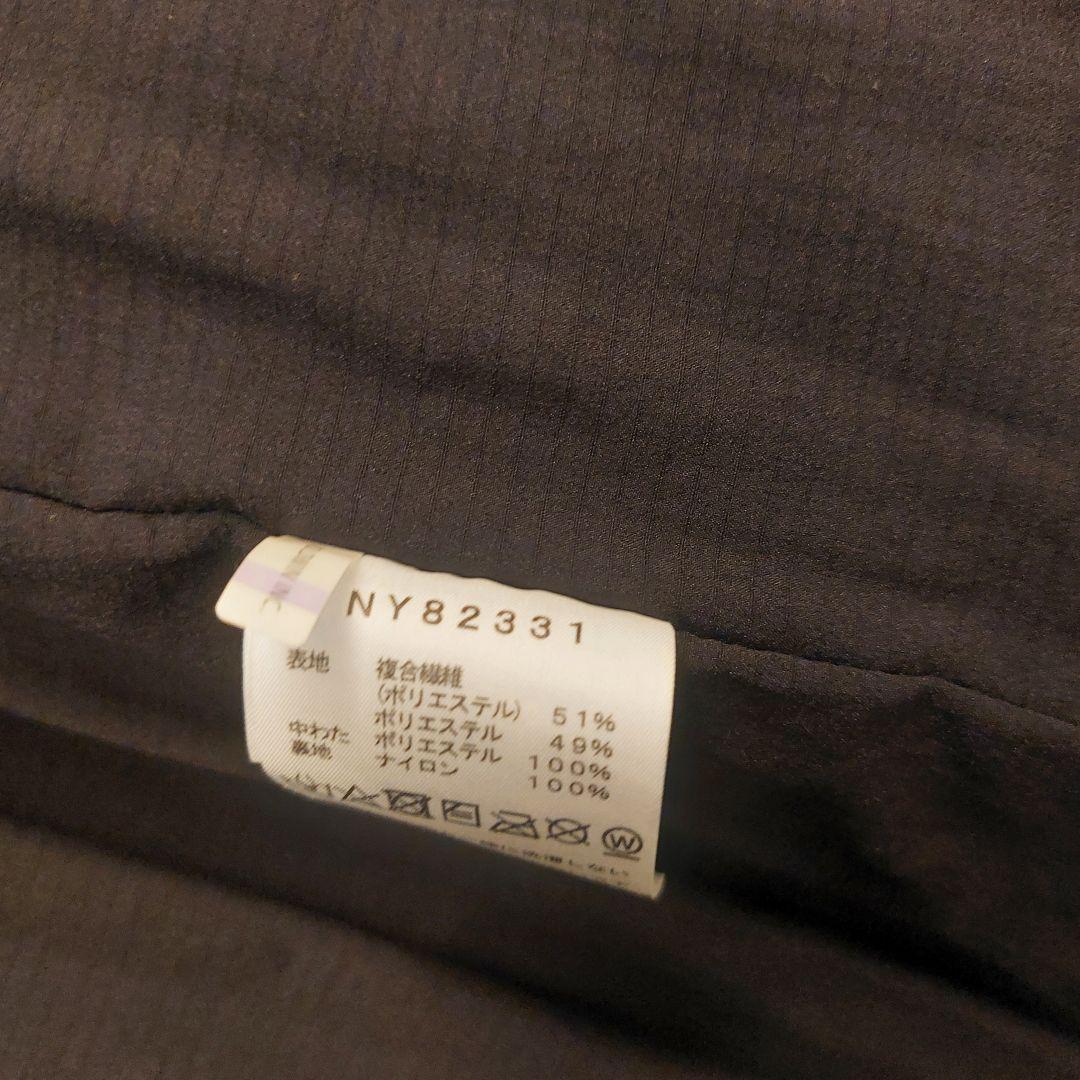 NY82331
表地 複合繊維
(ポリエステル) 51%
ポリエステル 49%
中わた ポリエステル 100%
裏地 ナイロン 100%
W